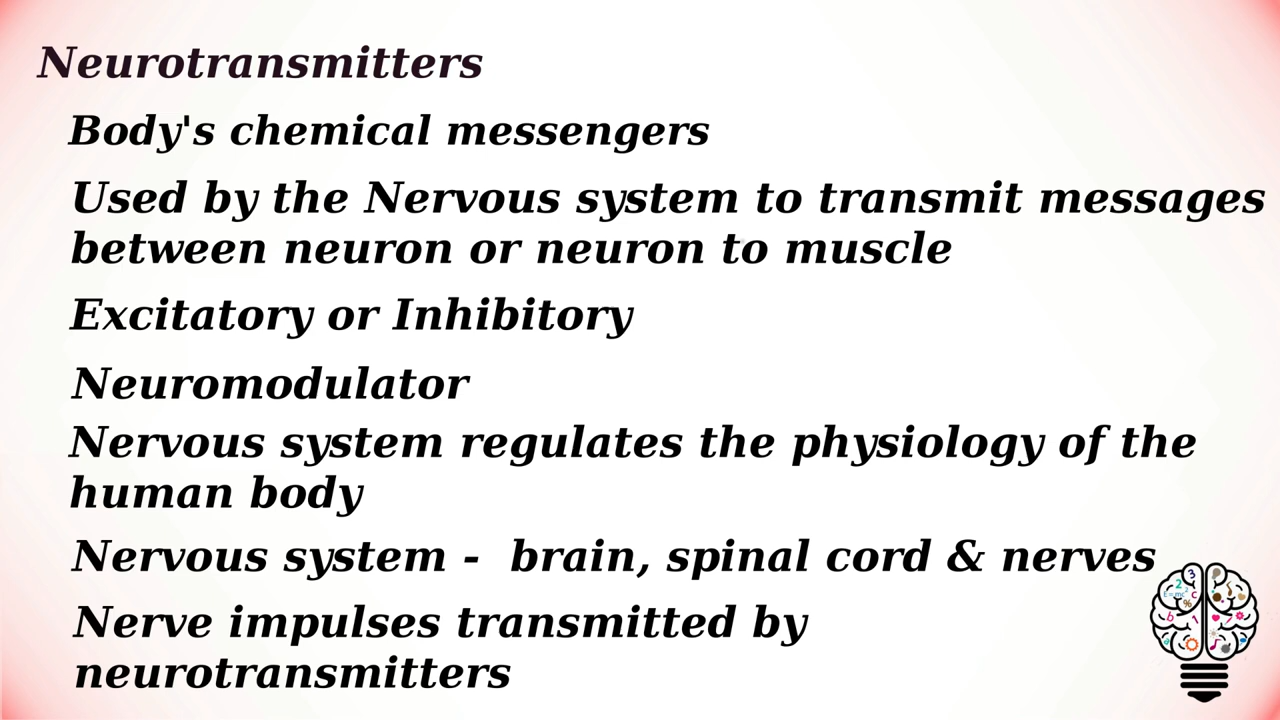 Neurotransmitters
Body's chemical messengers
Used by the Nervous system to transmit messages
between neuron or neuron to muscle
Excitatory or Inhibitory
Neuromodulator
Nervous system regulates the physiology of the
human body
Nervous system -  brain, spinal cord & nerves
Nerve impulses transmitted by
neurotransmitters